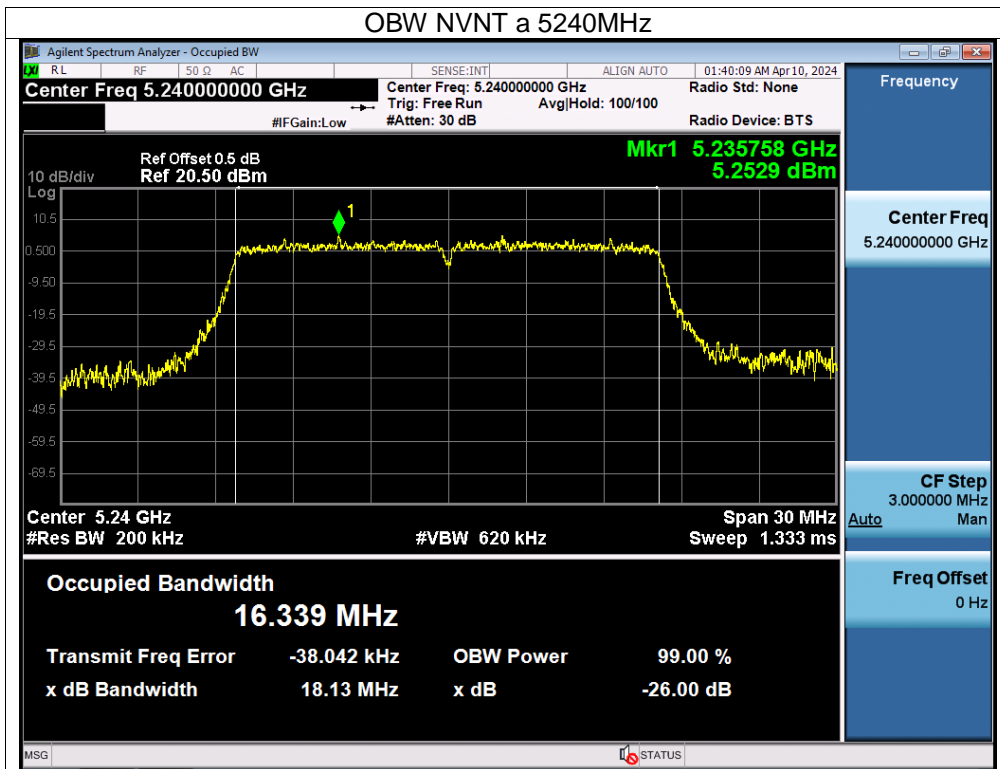 OBW NVNT a 5240MHz
Agilent Spectrum Analyzer - Occupied BW
LXI RL RF 50 Ω AC SENSE:INT ALIGN AUTO 01:40:09 AM Apr 10, 2024
Center Freq 5.240000000 GHz
Center Freq: 5.240000000 GHz Radio Std: None
Trig: Free Run Avg|Hold: 100/100
#IFGain:Low #Atten: 30 dB Radio Device: BTS
Mkr1 5.235758 GHz
5.2529 dBm
Ref Offset 0.5 dB
10 dB/div Ref 20.50 dBm
Log
1
10.5
0.500
-9.50
-19.5
-29.5
-39.5
-49.5
-59.5
-69.5
Center 5.24 GHz Span 30 MHz
#Res BW 200 kHz #VBW 620 kHz Sweep 1.333 ms
Occupied Bandwidth
16.339 MHz
Transmit Freq Error -38.042 kHz OBW Power 99.00 %
x dB Bandwidth 18.13 MHz x dB -26.00 dB
MSG STATUS
Frequency
Center Freq
5.240000000 GHz
CF Step
3.000000 MHz
Auto Man
Freq Offset
0 Hz